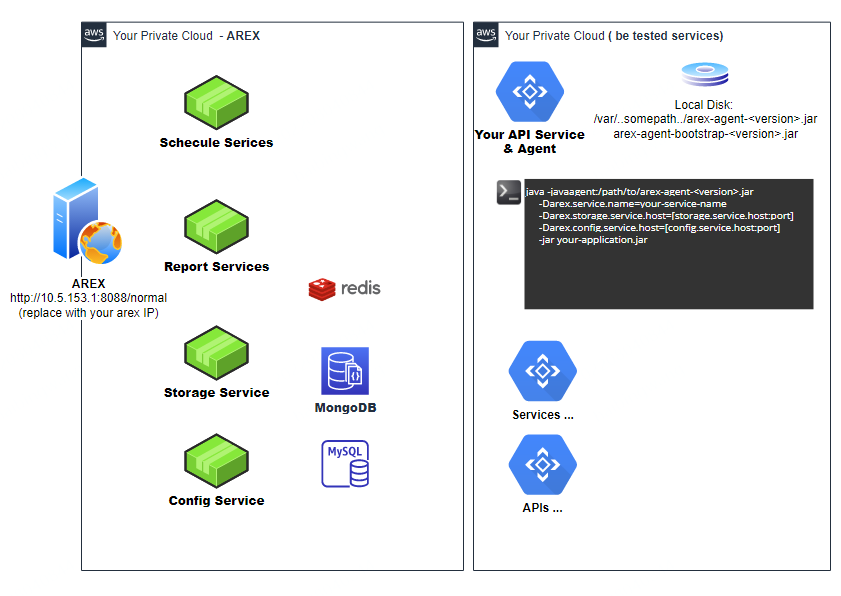 aws
Your Private Cloud - AREX
Schecule Serices
Report Services
AREX
http://10.5.153.1:8088/normal
(replace with your arex IP)
redis
Storage Service
MongoDB
Config Service
MySQL
aws
Your Private Cloud ( be tested services)
Your API Service
& Agent
Local Disk:
/var/..somepath../arex-agent-<version>.jar
arex-agent-bootstrap-<version>.jar
java -javaagent:/path/to/arex-agent-<version>.jar
-Darex.service.name=your-service-name
-Darex.storage.service.host=[storage.service.host:port]
-Darex.config.service.host=[config.service.host:port]
-jar your-application.jar
Services ...
APIs ...